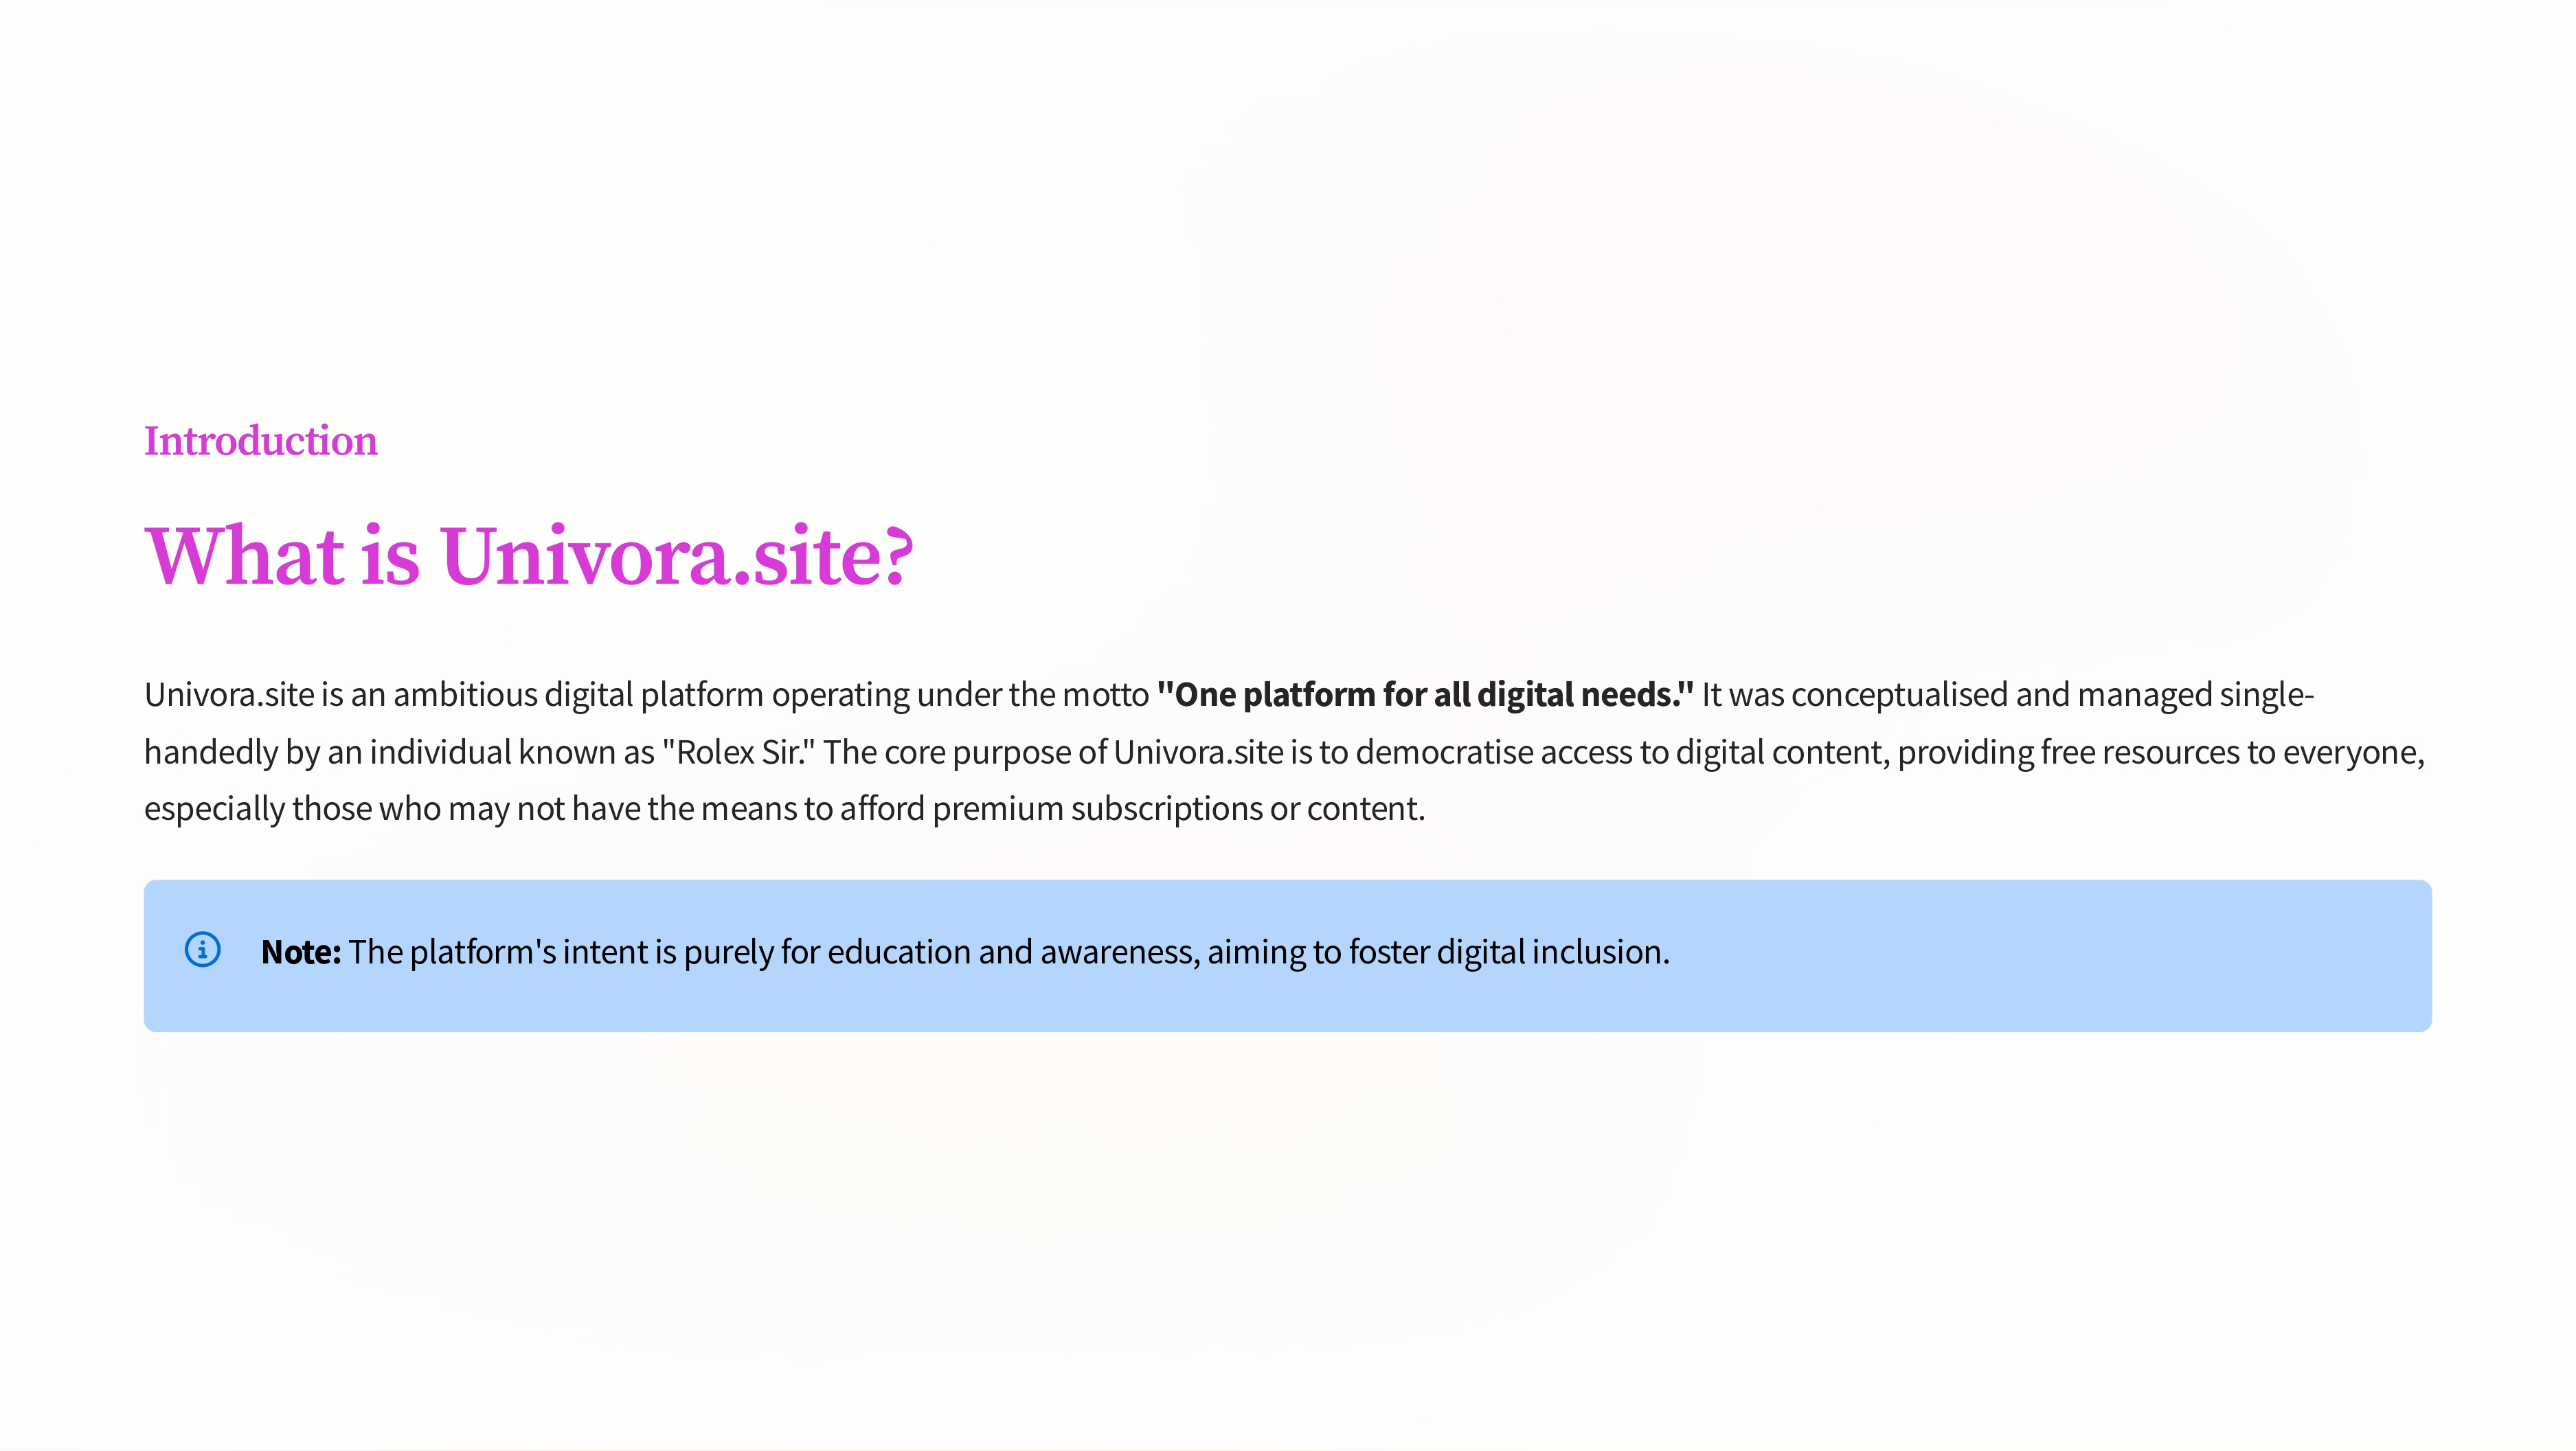 Introduction
What is Univora.site?
Univora.site is an ambitious digital platform operating under the motto "One platform for all digital needs." It was conceptualised and managed single-
handedly by an individual known as "Rolex Sir." The core purpose of Univora.site is to democratise access to digital content, providing free resources to everyone,
especially those who may not have the means to afford premium subscriptions or content.
Note: The platform's intent is purely for education and awareness, aiming to foster digital inclusion.